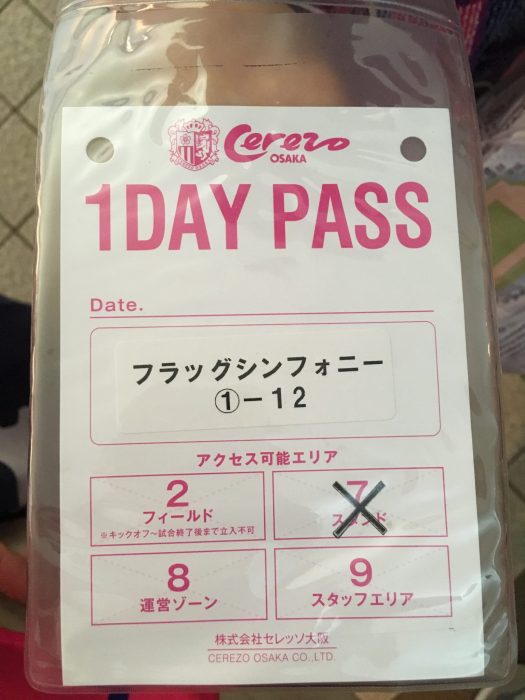 Cerezo
OSAKA
1DAY PASS
Date.
フラッグシンフォニー
①−12
アクセス可能エリア
2
フィールド
※キックオフ〜試合終了後まで立入不可
7
スタンド
8
運営ゾーン
9
スタッフエリア
株式会社セレッソ大阪
CEREZO OSAKA CO.,LTD.